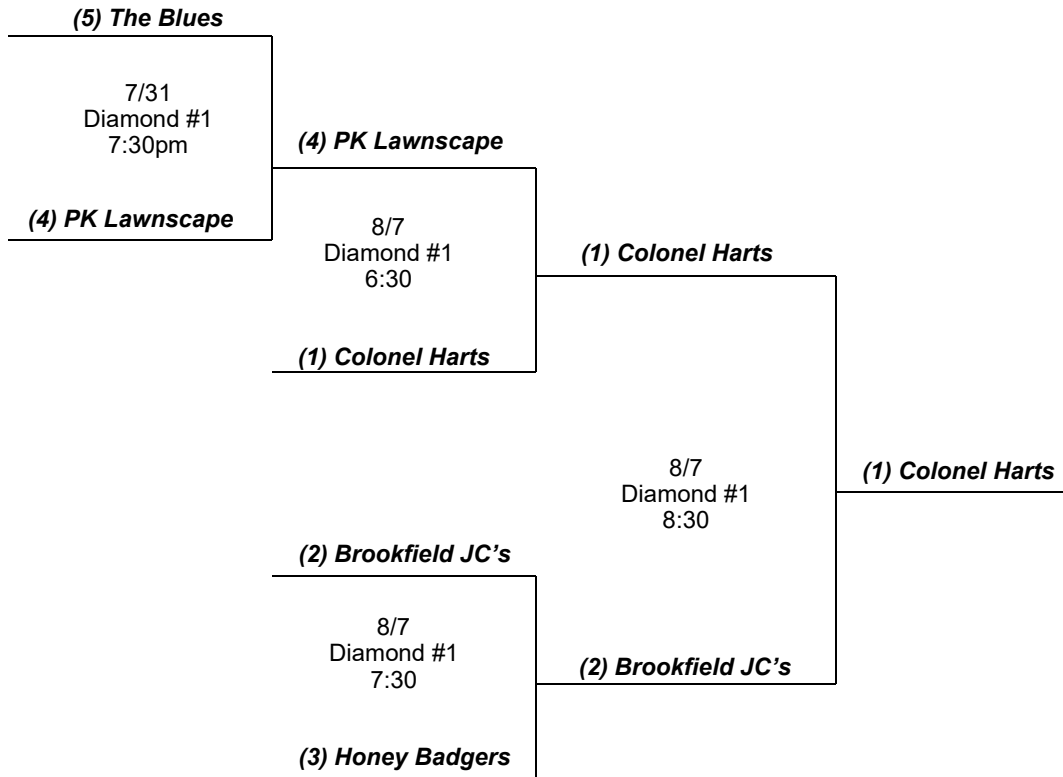 (5) The Blues
7/31
Diamond #1
7:30pm
(4) PK Lawnscape
(4) PK Lawnscape
8/7
Diamond #1
6:30
(1) Colonel Harts
(1) Colonel Harts
8/7
Diamond #1
8:30
(1) Colonel Harts
(2) Brookfield JC’s
8/7
Diamond #1
7:30
(2) Brookfield JC’s
(3) Honey Badgers